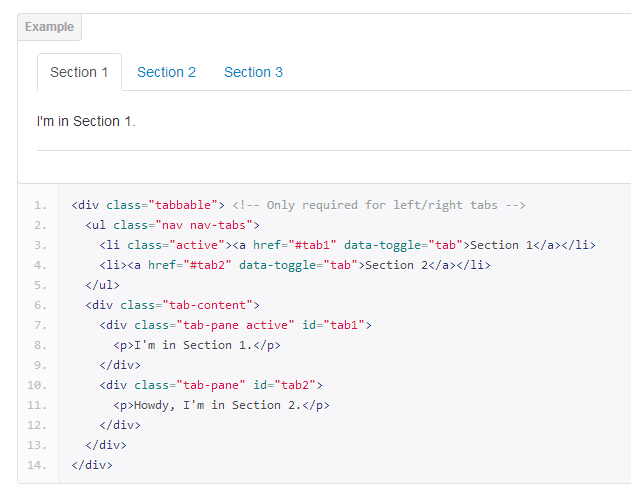 Example
Section 1 Section 2 Section 3
I'm in Section 1.
1. <div class="tabbable"> <!-- Only required for left/right tabs -->
2. <ul class="nav nav-tabs">
3. <li class="active"><a href="#tab1" data-toggle="tab">Section 1</a></li>
4. <li><a href="#tab2" data-toggle="tab">Section 2</a></li>
5. </ul>
6. <div class="tab-content">
7. <div class="tab-pane active" id="tab1">
8. <p>I'm in Section 1.</p>
9. </div>
10. <div class="tab-pane" id="tab2">
11. <p>Howdy, I'm in Section 2.</p>
12. </div>
13. </div>
14. </div>